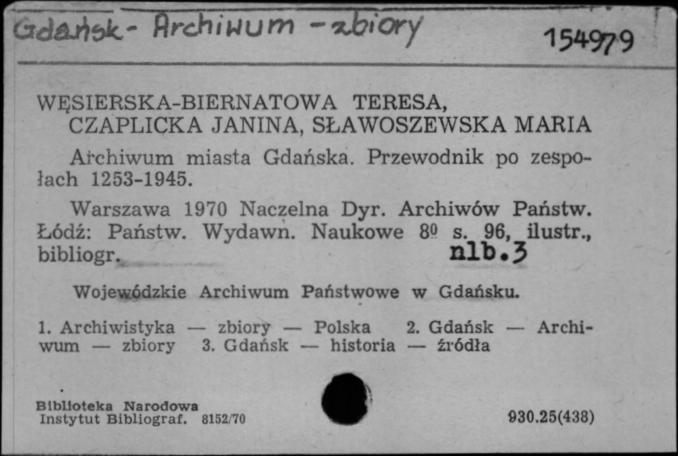 Gdańsk - Archiwum - zbiory
154979
WĘSIERSKA-BIERNATOWA TERESA,
CZAPLICKA JANINA, SŁAWOSZEWSKA MARIA
Archiwum miasta Gdańska. Przewodnik po zespo-
łach 1253-1945.
Warszawa 1970 Naczelna Dyr. Archiwów Państw.
Łódź: Państw. Wydawn. Naukowe 8º s. 96, ilustr.,
bibliogr. nlb. 3
Wojewódzkie Archiwum Państwowe w Gdańsku.
1. Archiwistyka — zbiory — Polska 2. Gdańsk — Archi-
wum — zbiory 3. Gdańsk — historia — źródła
Biblioteka Narodowa
Instytut Bibliograf. 8152/70 930.25(438)